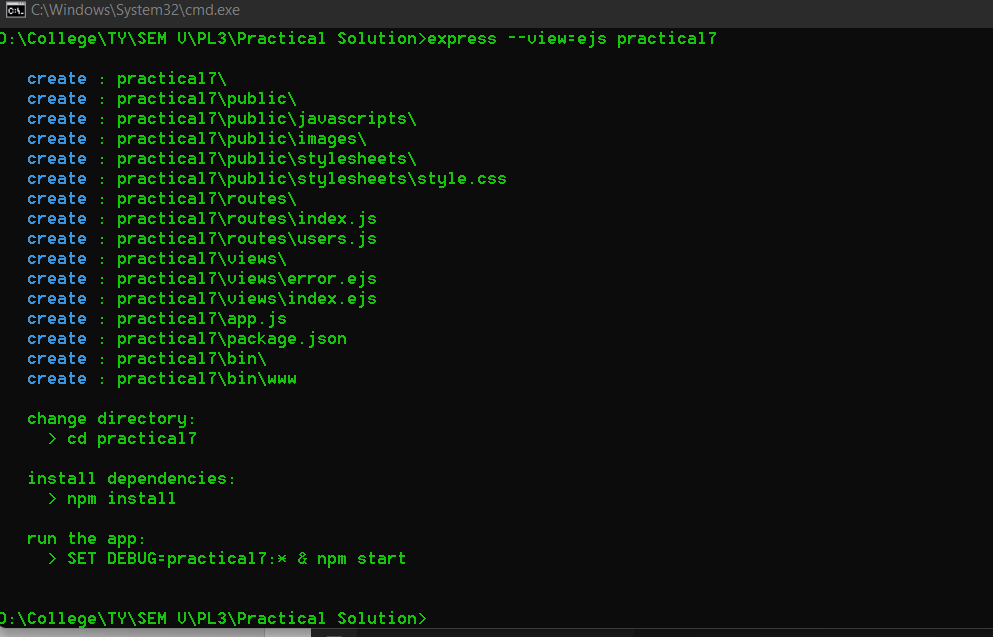 C:\Windows\System32\cmd.exe
D:\College\TY\SEM V\PL3\Practical Solution>express --view=ejs practical7
create : practical7\
create : practical7\public\
create : practical7\public\javascripts\
create : practical7\public\images\
create : practical7\public\stylesheets\
create : practical7\public\stylesheets\style.css
create : practical7\routes\
create : practical7\routes\index.js
create : practical7\routes\users.js
create : practical7\views\
create : practical7\views\error.ejs
create : practical7\views\index.ejs
create : practical7\app.js
create : practical7\package.json
create : practical7\bin\
create : practical7\bin\www
change directory:
> cd practical7
install dependencies:
> npm install
run the app:
> SET DEBUG=practical7:* & npm start
D:\College\TY\SEM V\PL3\Practical Solution>